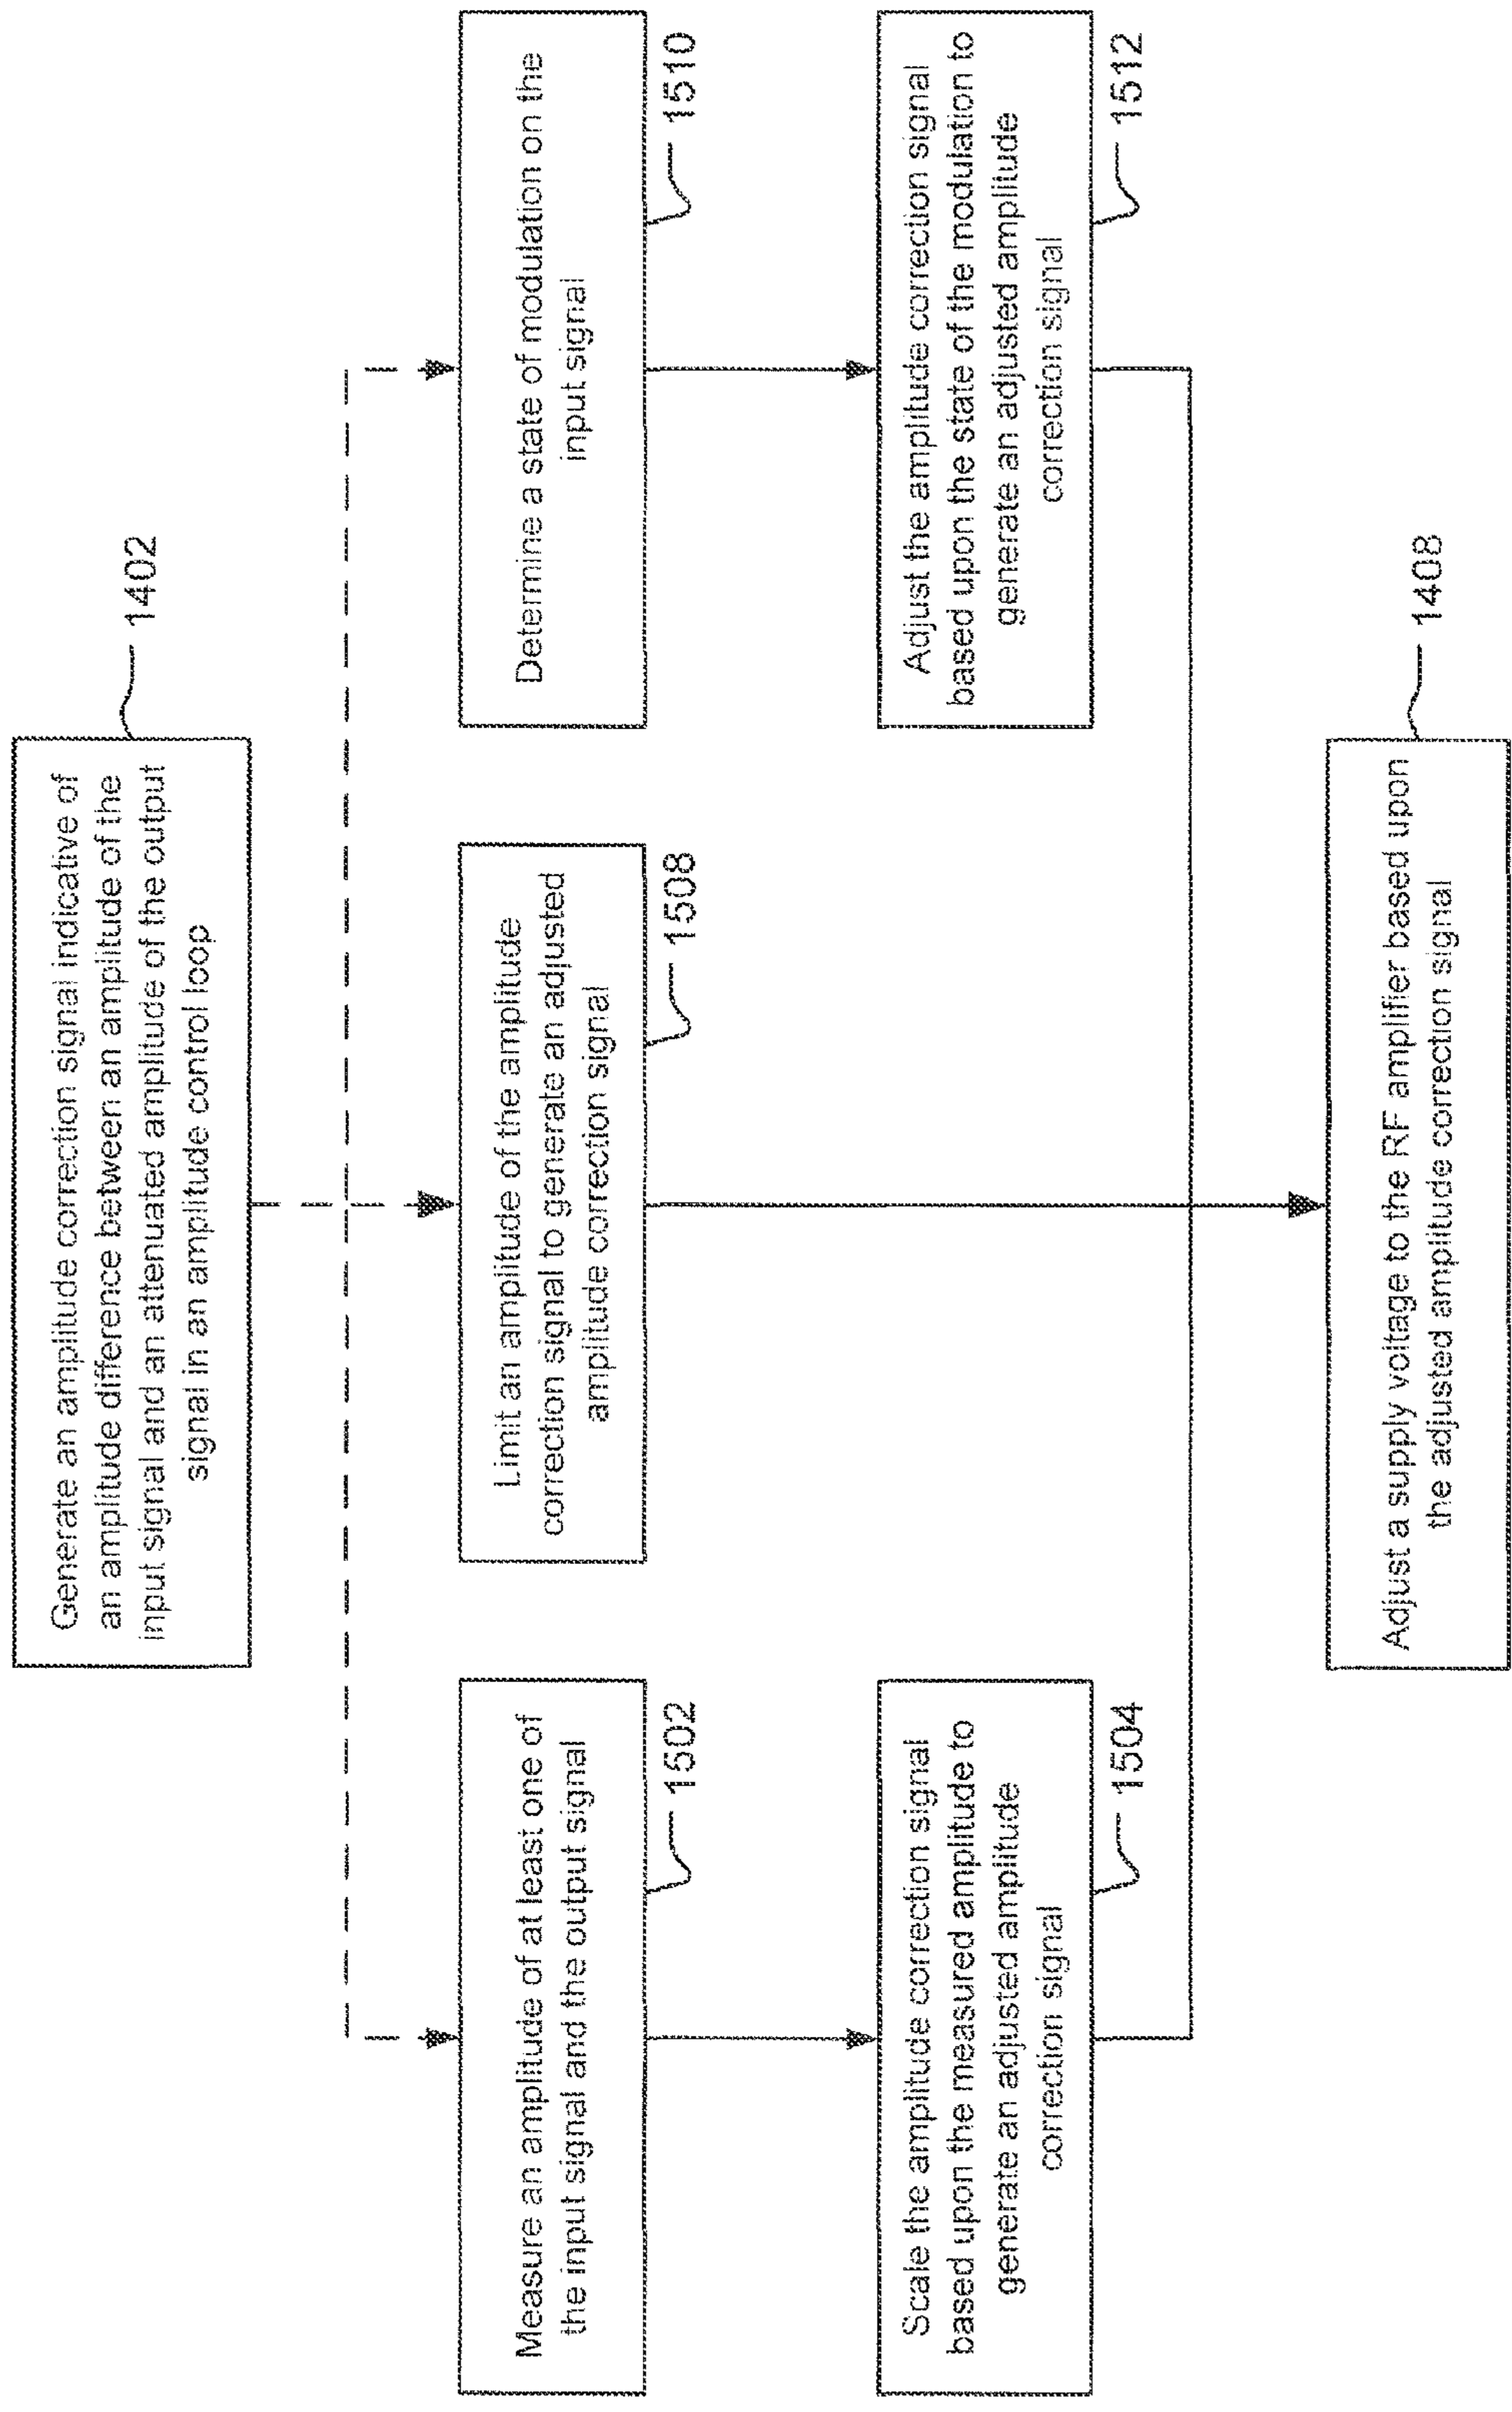 Generate an amplitude correction signal indicative of
an amplitude difference between an amplitude of the
input signal and an attenuated amplitude of the output
signal in an amplitude control loop
1402
Measure an amplitude of at least one of
the input signal and the output signal
1502
Limit an amplitude of the amplitude
correction signal to generate an adjusted
amplitude correction signal
1508
Determine a state of modulation on the
input signal
1510
Scale the amplitude correction signal
based upon the measured amplitude to
generate an adjusted amplitude
correction signal
1504
Adjust the amplitude correction signal
based upon the state of the modulation to
generate an adjusted amplitude
correction signal
1512
Adjust a supply voltage to the RF amplifier based upon
the adjusted amplitude correction signal
1408